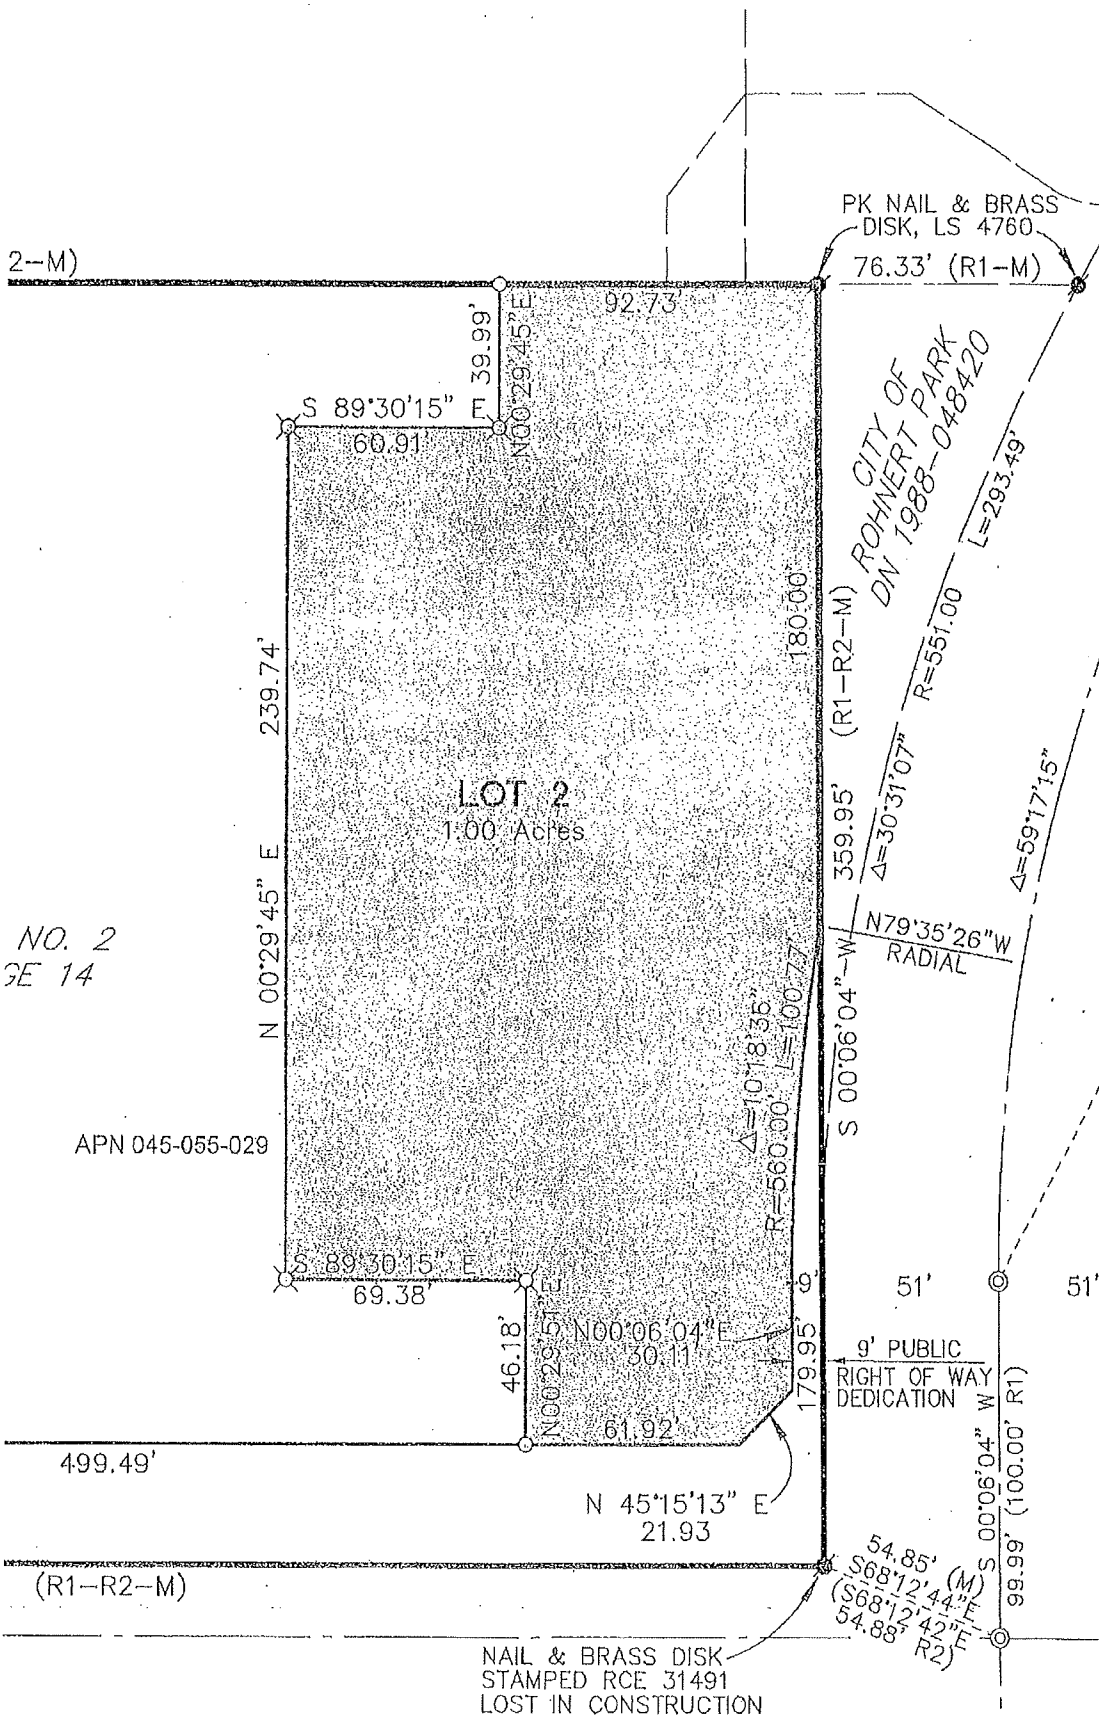 PK NAIL & BRASS
DISK, LS 4760
2-M)
76.33' (R1-M)
92.73'
39.99'
N00°29'45"E
S 89°30'15" E
60.91'
CITY OF
ROHNERT PARK
DN 1988-048420
L=293.49'
R=551.00
Δ=30°31'07"
180.00'
(R1-R2-M)
359.95'
S 00°06'04" W
239.74'
N 00°29'45" E
LOT 2
1.00 Acres
Δ=59°17'15"
N79°35'26"W
RADIAL
NO. 2
GE 14
Δ=10°18'36"
R=560.00' L=100.77'
APN 045-055-029
S 89°30'15" E
69.38'
9'
51'
51'
46.18'
N00°29'51"E
N00°06'04"E
30.11'
179.95'
9' PUBLIC
RIGHT OF WAY
DEDICATION
61.92'
499.49'
N 45°15'13" E
21.93
S 00°06'04" W
99.99' (100.00' R1)
54.85' (M)
S68°12'44"E
(S68°12'42"E
54.88' R2)
(R1-R2-M)
NAIL & BRASS DISK
STAMPED RCE 31491
LOST IN CONSTRUCTION